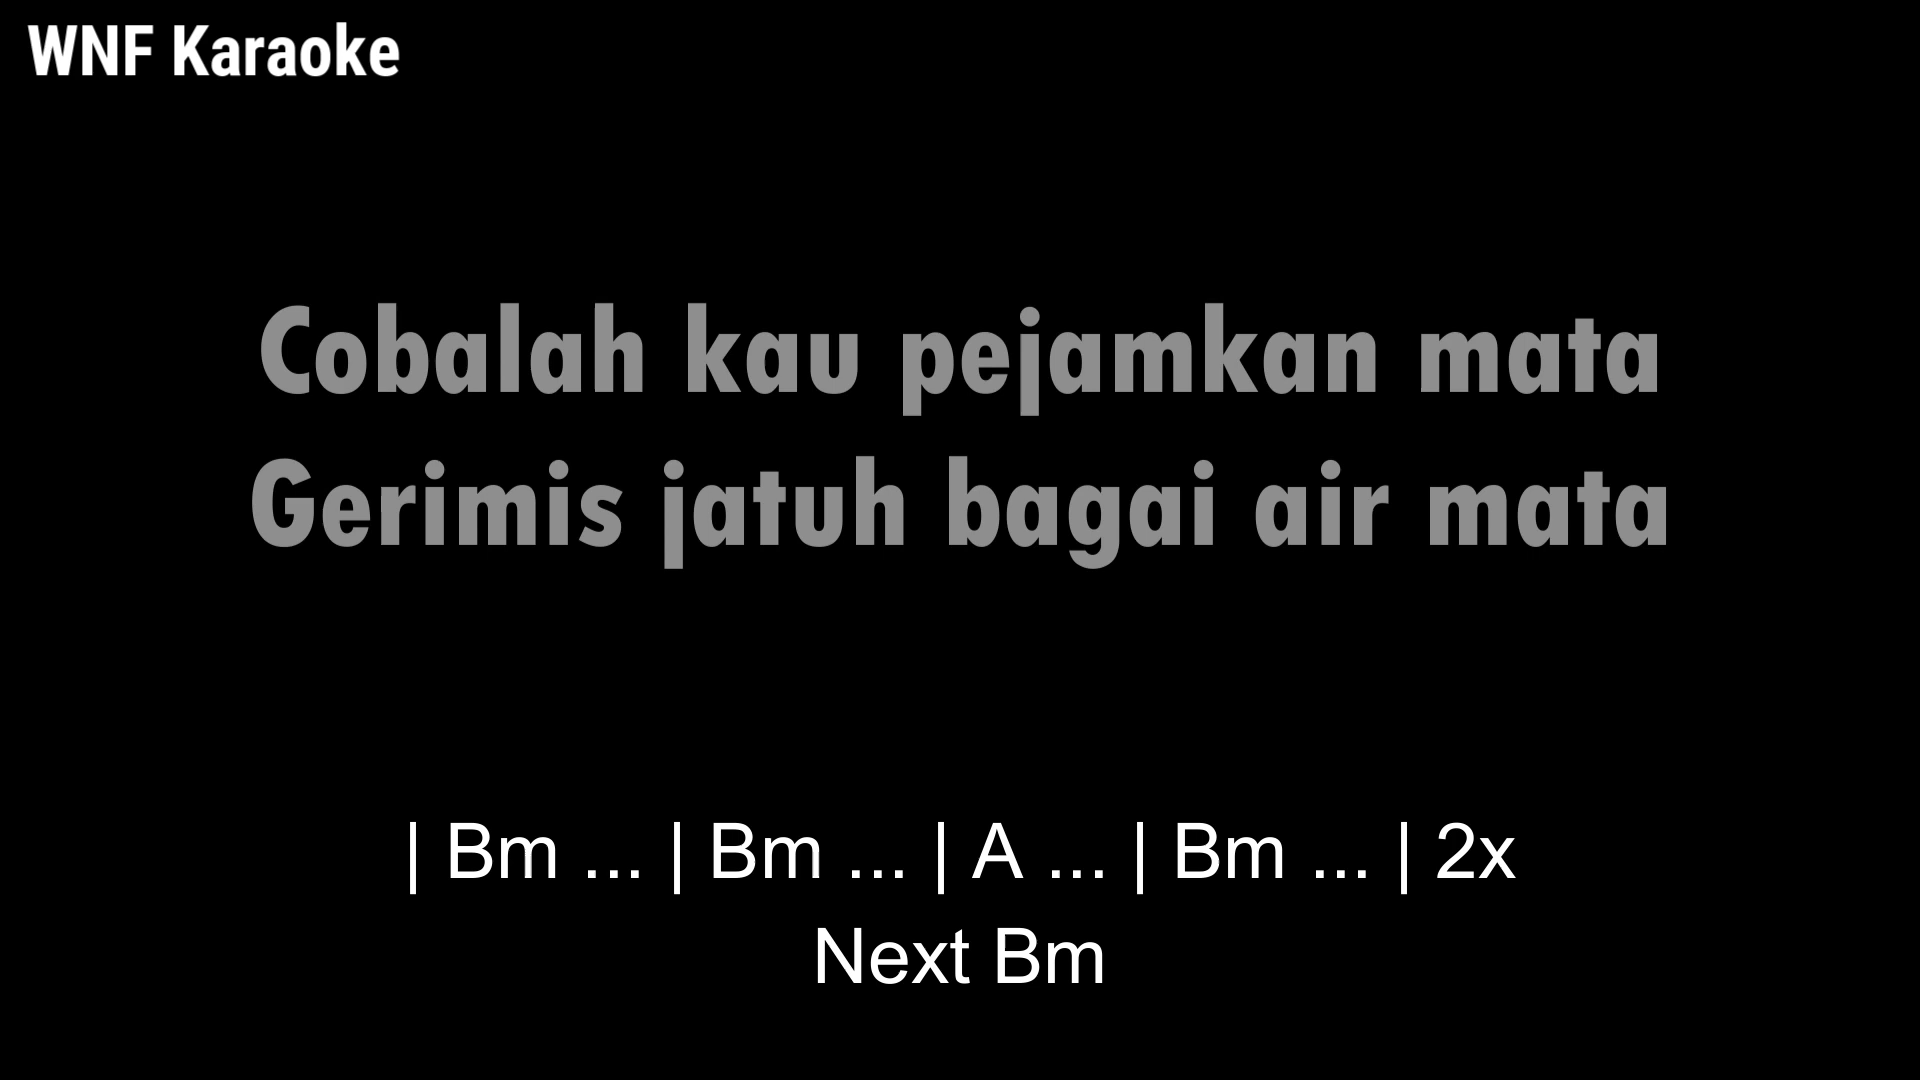 WNF Karaoke
Cobalah kau pejamkan mata
Gerimis jatuh bagai air mata
| Bm ... | Bm ... | A ... | Bm ... | 2x
Next Bm